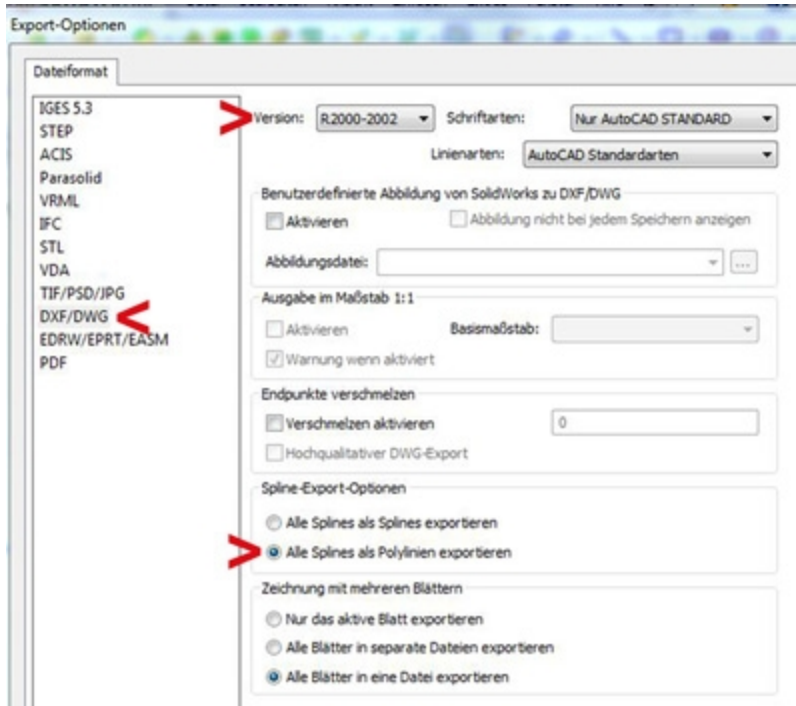 Export-Optionen
Dateiformat
IGES 5.3
STEP
ACIS
Parasolid
VRML
IFC
STL
VDA
TIF/PSD/JPG
DXF/DWG
EDRW/EPRT/EASM
PDF
Version: R2000-2002 Schriftarten: Nur AutoCAD STANDARD
Linienarten: AutoCAD Standardarten
Benutzerdefinierte Abbildung von SolidWorks zu DXF/DWG
Aktivieren Abbildung nicht bei jedem Speichern anzeigen
Abbildungsdatei: ...
Ausgabe im Maßstab 1:1
Aktivieren Basismaßstab:
Warnung wenn aktiviert
Endpunkte verschmelzen
Verschmelzen aktivieren 0
Hochqualitativer DWG-Export
Spline-Export-Optionen
Alle Splines als Splines exportieren
Alle Splines als Polylinien exportieren
Zeichnung mit mehreren Blättern
Nur das aktive Blatt exportieren
Alle Blätter in separate Dateien exportieren
Alle Blätter in eine Datei exportieren